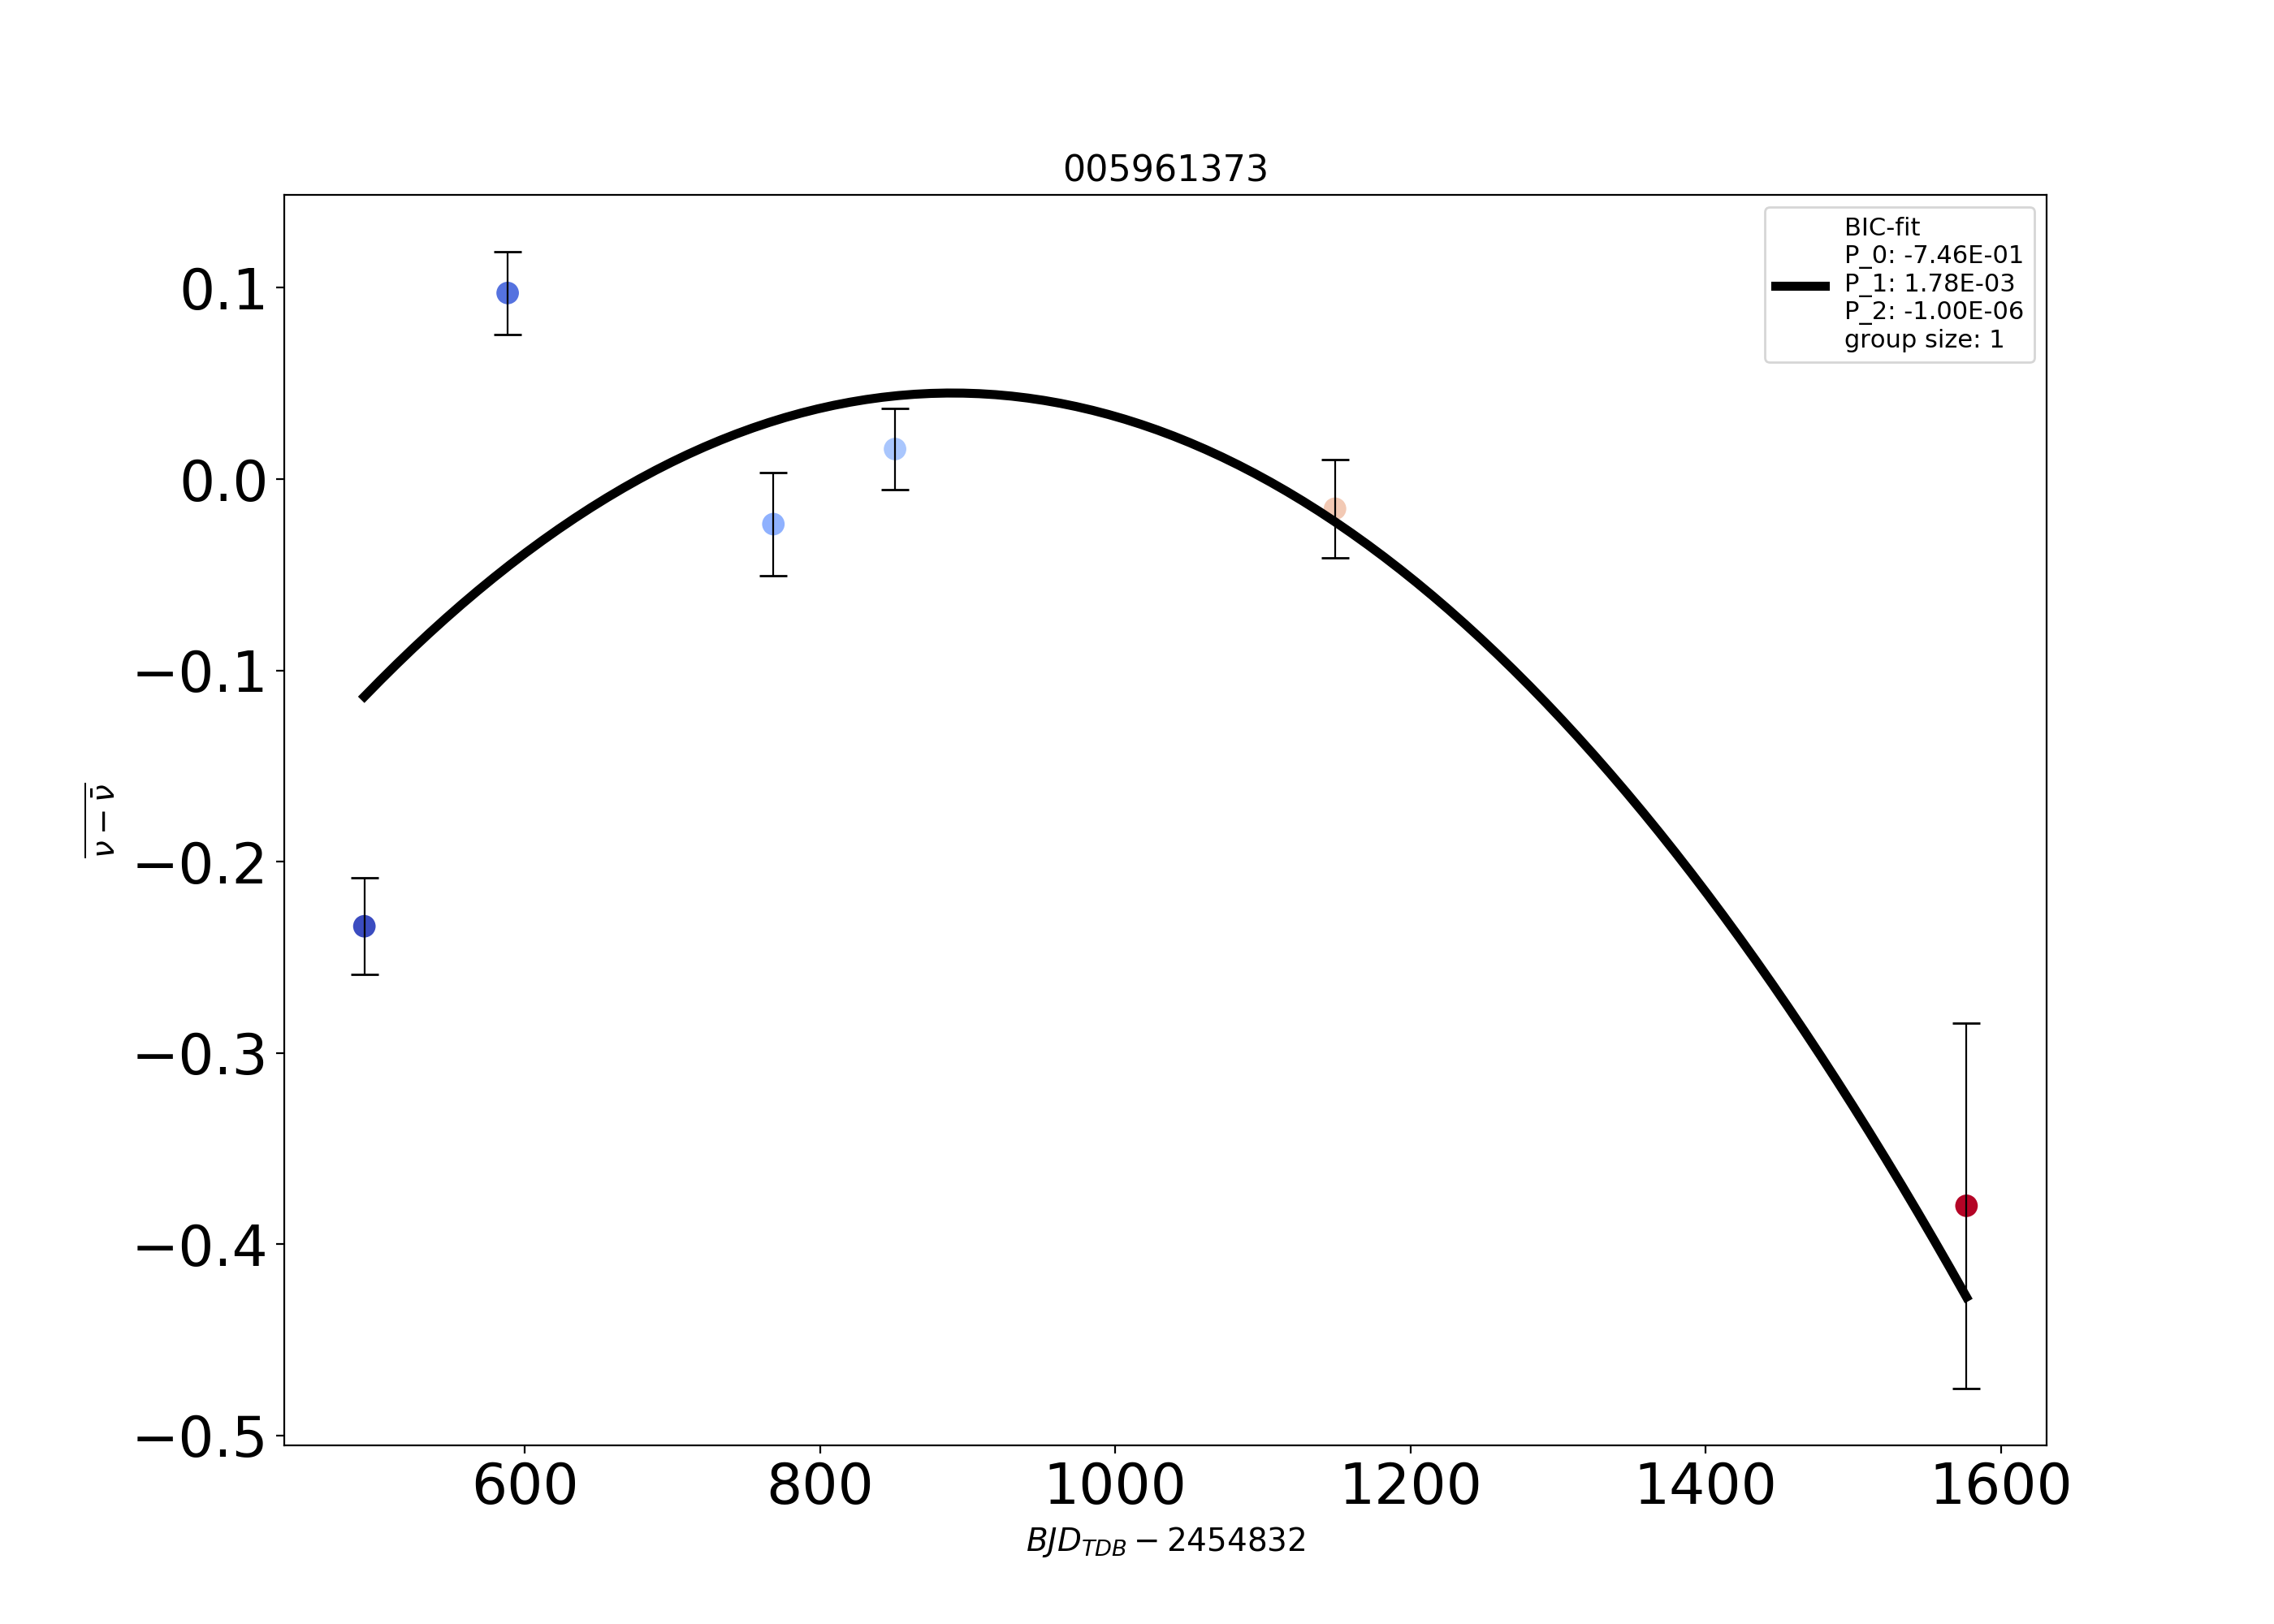 005961373
BIC-fit
P_0: -7.46E-01
P_1: 1.78E-03
P_2: -1.00E-06
group size: 1
0.1
0.0
−0.1
−0.2
−0.3
−0.4
−0.5
ν − ν̄
600 800 1000 1200 1400 1600
BJD_TDB − 2454832